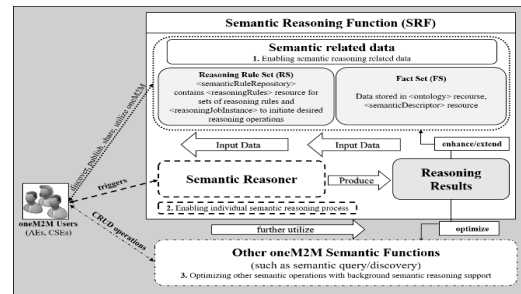 Semantic Reasoning Function (SRF)
Semantic related data
1. Enabling semantic reasoning related data
Reasoning Rule Set (RS)
<semanticRuleRepository>
contains <reasoningRules> resource for
sets of reasoning rules and
<reasoningJobInstance> to initiate desired
reasoning operations
Fact Set (FS)
Data stored in <ontology> recourse,
<semanticDescriptor> resource
discover, publish, share, utilize oneM2M
Input Data
Input Data
enhance/extend
triggers
Semantic Reasoner
Produce
Reasoning
Results
2. Enabling individual semantic reasoning process
oneM2M Users
(AEs, CSEs)
CRUD operations
further utilize
optimize
Other oneM2M Semantic Functions
(such as semantic query/discovery)
3. Optimizing other semantic operations with background semantic reasoning support